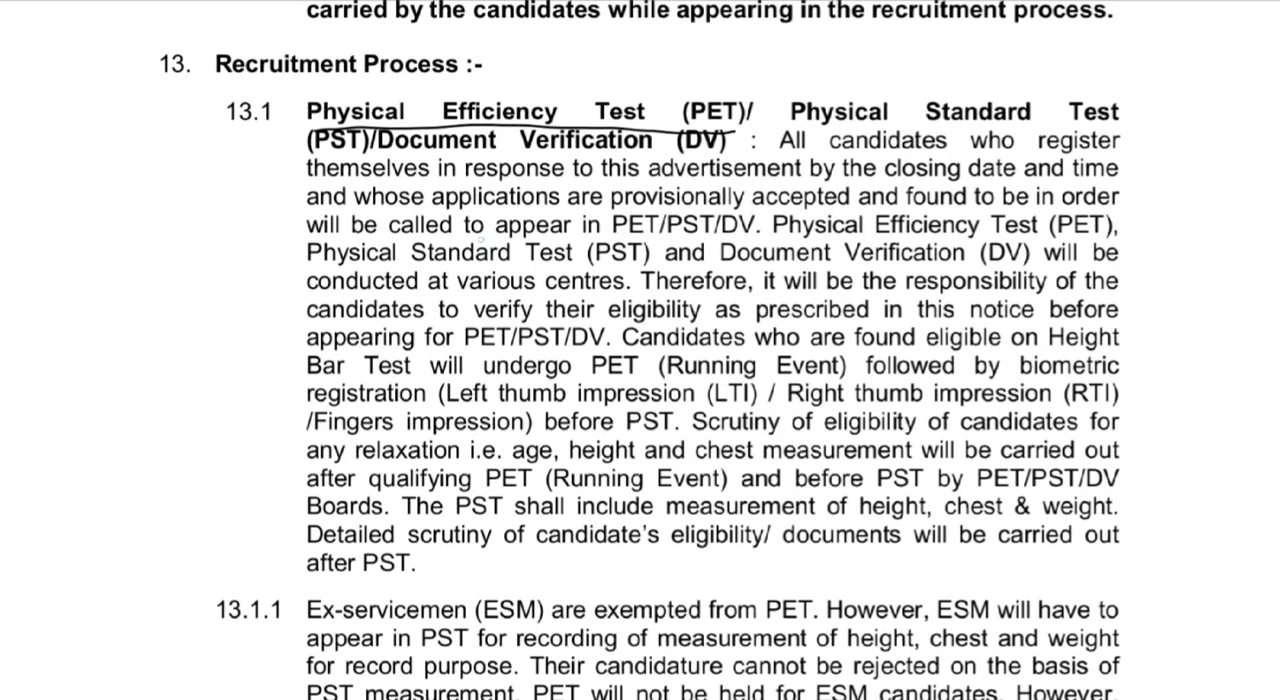 carried by the candidates while appearing in the recruitment process.
13. Recruitment Process :-
13.1 Physical Efficiency Test (PET)/ Physical Standard Test
(PST)/Document Verification (DV) : All candidates who register
themselves in response to this advertisement by the closing date and time
and whose applications are provisionally accepted and found to be in order
will be called to appear in PET/PST/DV. Physical Efficiency Test (PET),
Physical Standard Test (PST) and Document Verification (DV) will be
conducted at various centres. Therefore, it will be the responsibility of the
candidates to verify their eligibility as prescribed in this notice before
appearing for PET/PST/DV. Candidates who are found eligible on Height
Bar Test will undergo PET (Running Event) followed by biometric
registration (Left thumb impression (LTI) / Right thumb impression (RTI)
/Fingers impression) before PST. Scrutiny of eligibility of candidates for
any relaxation i.e. age, height and chest measurement will be carried out
after qualifying PET (Running Event) and before PST by PET/PST/DV
Boards. The PST shall include measurement of height, chest & weight.
Detailed scrutiny of candidate's eligibility/ documents will be carried out
after PST.
13.1.1 Ex-servicemen (ESM) are exempted from PET. However, ESM will have to
appear in PST for recording of measurement of height, chest and weight
for record purpose. Their candidature cannot be rejected on the basis of
PST measurement. PET will not be held for ESM candidates. However,